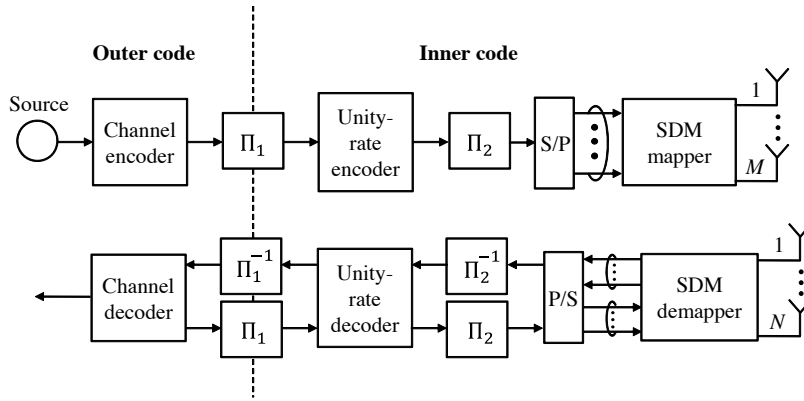 Outer code
Inner code
Source
Channel
encoder
Π₁
Unity-
rate
encoder
Π₂
S/P
SDM
mapper
1
M
Channel
decoder
Π₁⁻¹
Π₁
Unity-
rate
decoder
Π₂⁻¹
Π₂
P/S
SDM
demapper
1
N